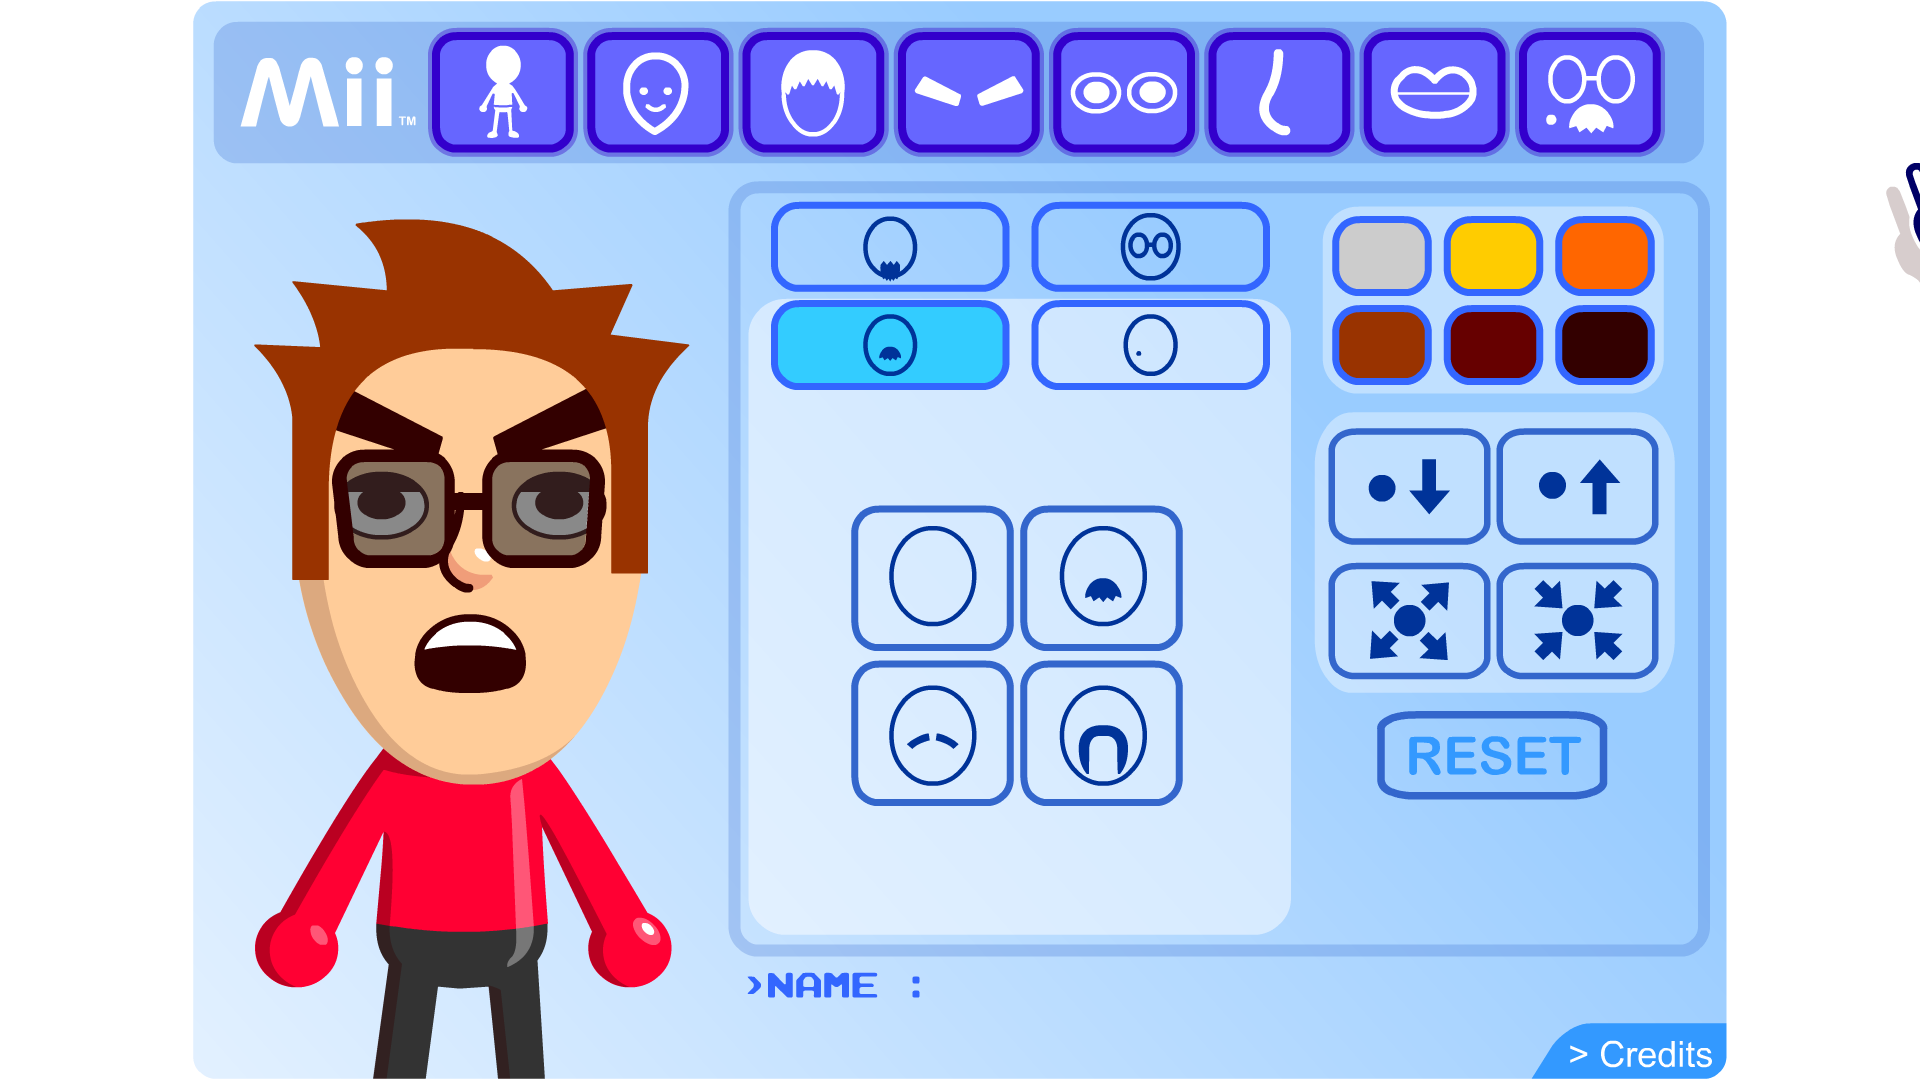 Mii™
RESET
>NAME :
> Credits